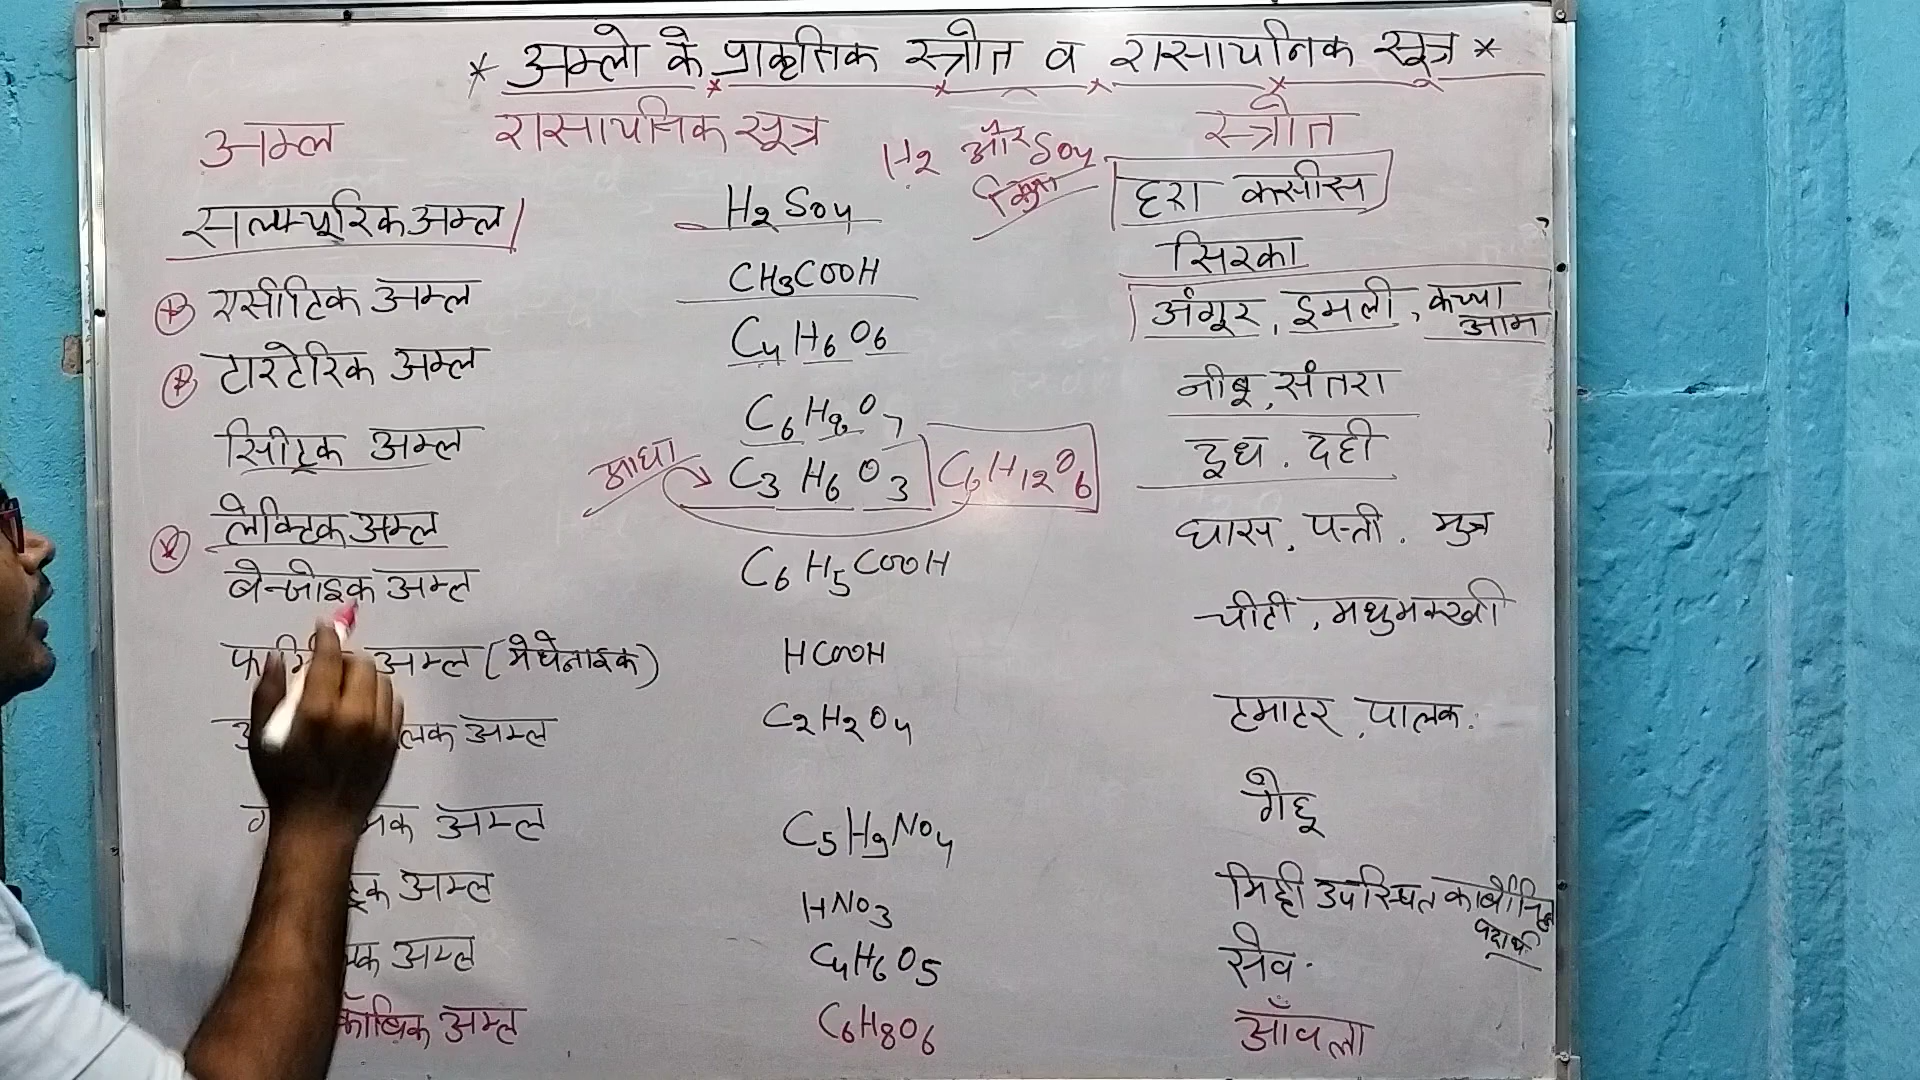 * अम्लो के प्राकृतिक स्त्रोत व रासायनिक सूत्र *
अम्ल रासायनिक सूत्र स्त्रोत
H2 और SO4
सल्फ्यूरिक अम्ल H2SO4 हरा कसीस
एसीटिक अम्ल CH3COOH सिरका
टारटेरिक अम्ल C4H6O6 अंगूर, इमली, कच्चा आम
सिट्रिक अम्ल C6H8O7 नीबू, संतरा
लेक्टिक अम्ल आधा C3H6O3 C6H12O6 दूध. दही
बेन्जोइक अम्ल C6H5COOH घास, पत्ती. मुत्र
अम्ल (मेथेनाइक) HCOOH चीटी, मधुमक्खी
लिक अम्ल C2H2O4 टमाटर, पालक.
मिक अम्ल C5H9NO4 गेहू
अम्ल HNO3 मिट्टी उपस्थित कार्बोनिक पदार्थ
अम्ल C4H6O5 सेव.
कॉर्बिक अम्ल C6H8O6 आँवला